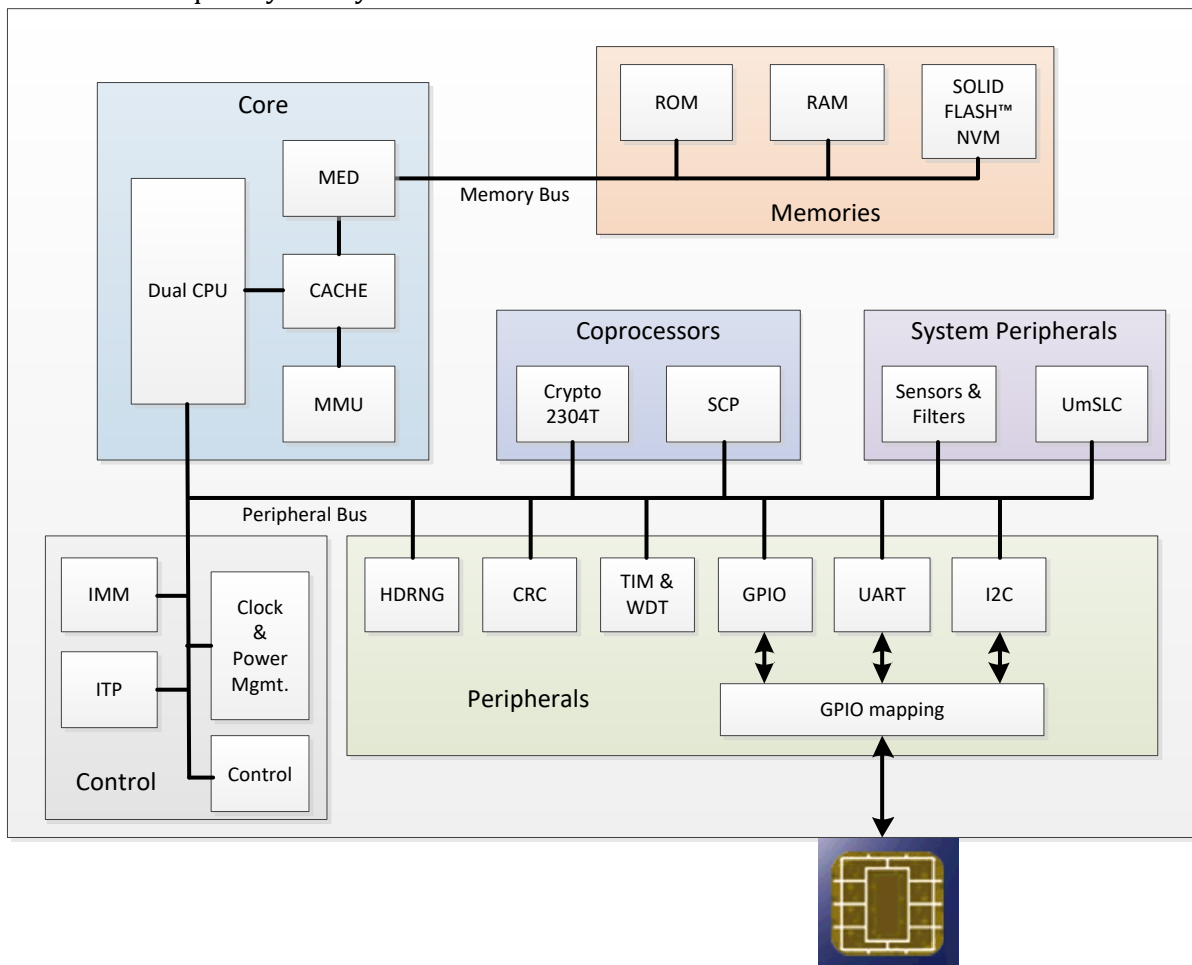 Core
MED
Dual CPU
CACHE
MMU
Memory Bus
ROM
RAM
SOLID
FLASH™
NVM
Memories
Coprocessors
Crypto
2304T
SCP
System Peripherals
Sensors &
Filters
UmSLC
Peripheral Bus
IMM
ITP
Clock
&
Power
Mgmt.
Control
Control
HDRNG
CRC
TIM &
WDT
GPIO
UART
I2C
Peripherals
GPIO mapping